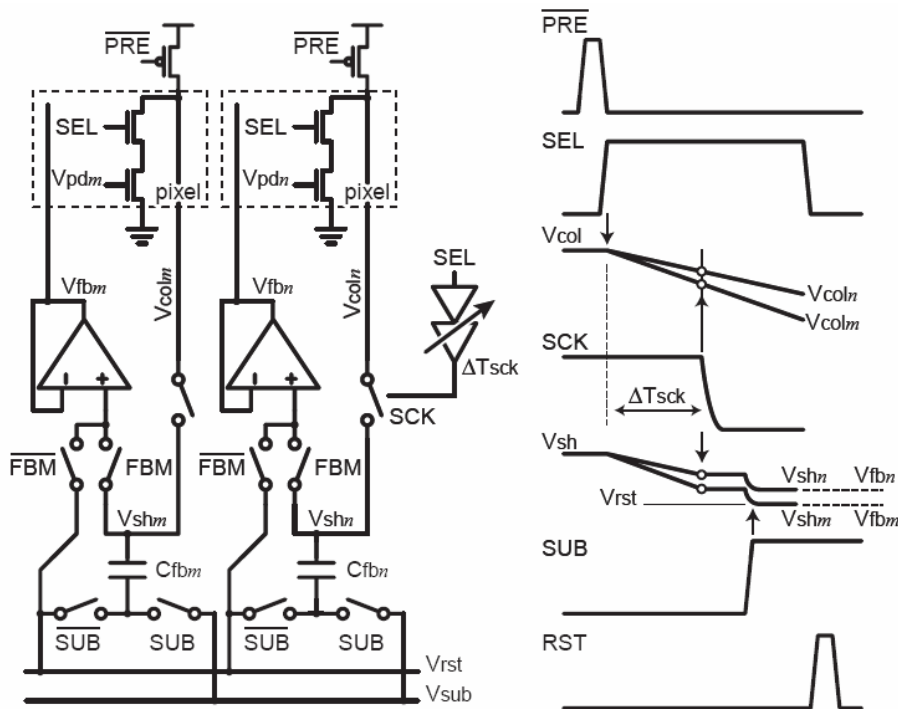 PRE
PRE
SEL
Vpdm
pixel
SEL
Vpdn
pixel
Vfbm
Vcolm
Vfbn
Vcoln
SEL
ΔTsck
SCK
- +
- +
FBM
FBM
FBM
FBM
Vshm
Vshn
Cfbm
Cfbn
SUB
SUB
SUB
SUB
Vrst
Vsub
PRE
SEL
Vcol
Vcoln
Vcolm
SCK
ΔTsck
Vsh
Vshn
Vfbn
Vrst
Vshm
Vfbm
SUB
RST